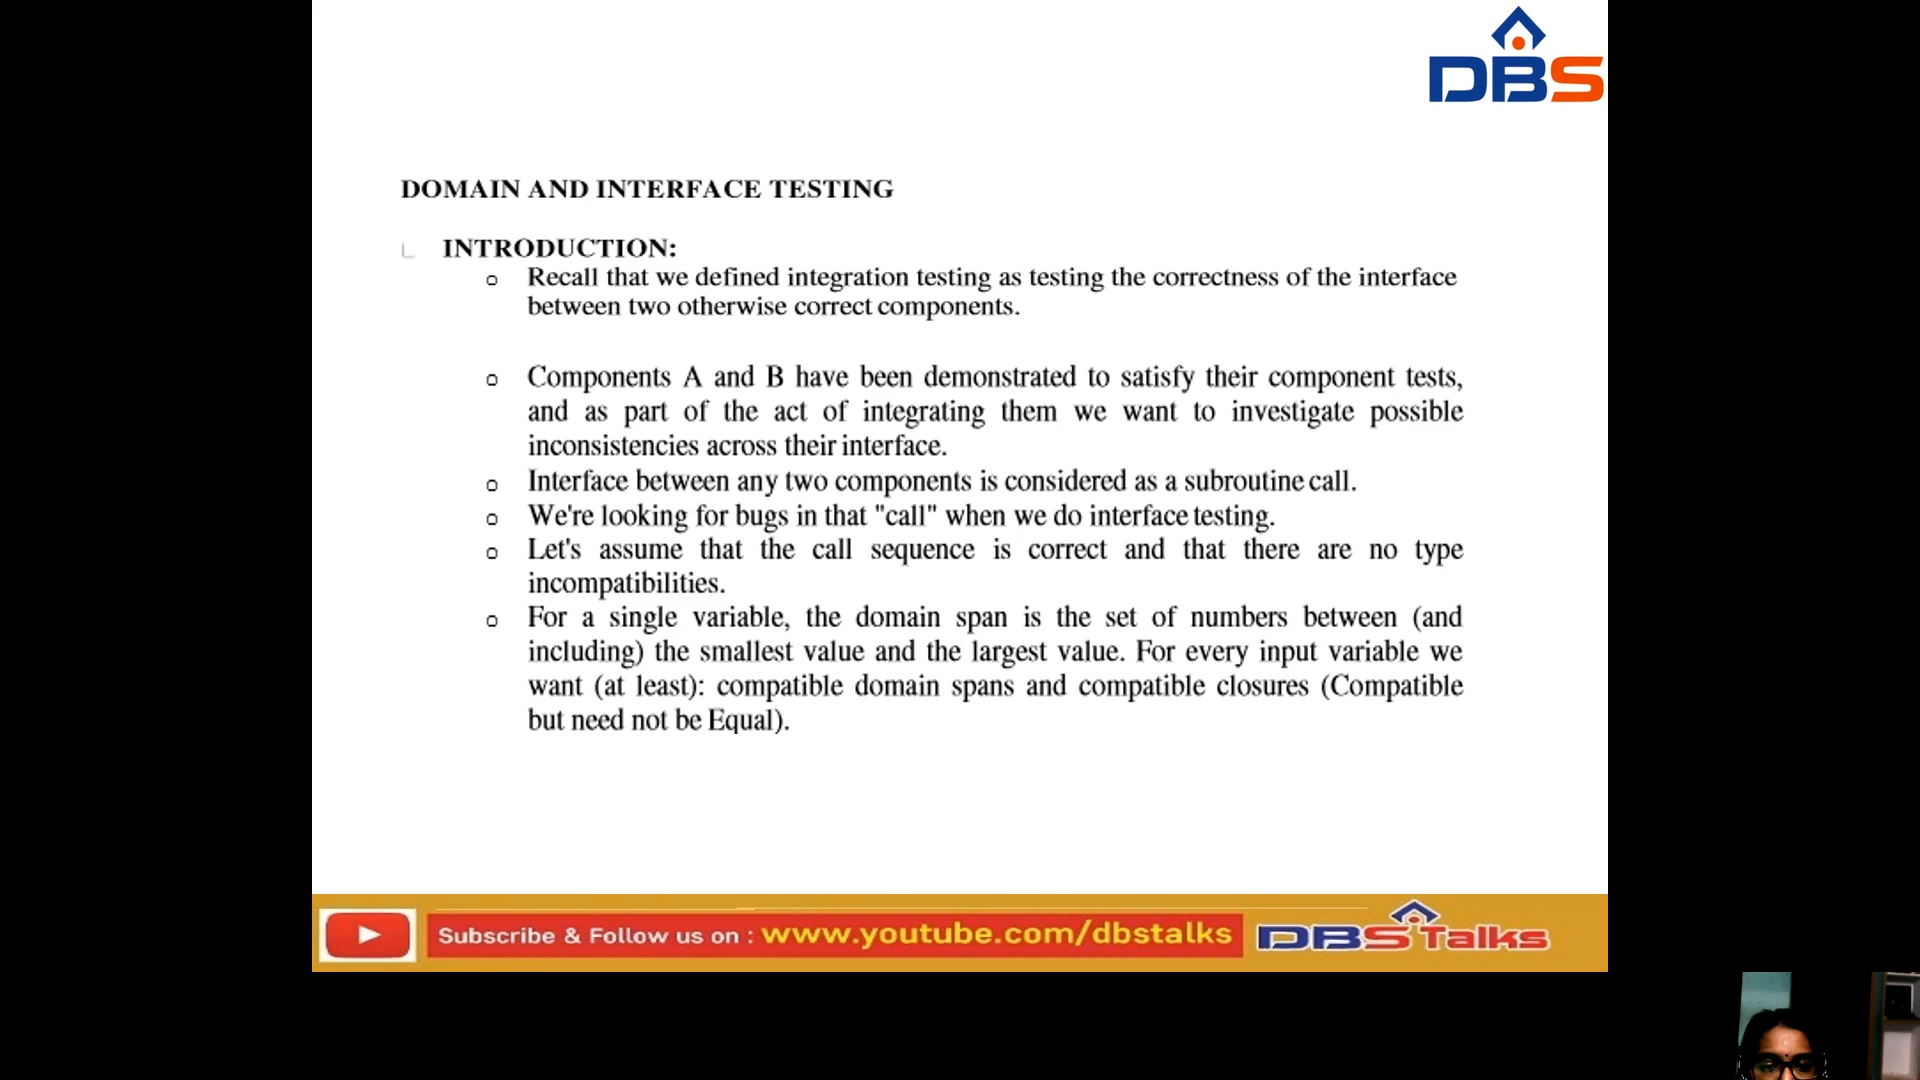 DBS
DOMAIN AND INTERFACE TESTING
INTRODUCTION:
o Recall that we defined integration testing as testing the correctness of the interface
between two otherwise correct components.
o Components A and B have been demonstrated to satisfy their component tests,
and as part of the act of integrating them we want to investigate possible
inconsistencies across their interface.
o Interface between any two components is considered as a subroutine call.
o We're looking for bugs in that "call" when we do interface testing.
o Let's assume that the call sequence is correct and that there are no type
incompatibilities.
o For a single variable, the domain span is the set of numbers between (and
including) the smallest value and the largest value. For every input variable we
want (at least): compatible domain spans and compatible closures (Compatible
but need not be Equal).
Subscribe & Follow us on : www.youtube.com/dbstalks DBS Talks